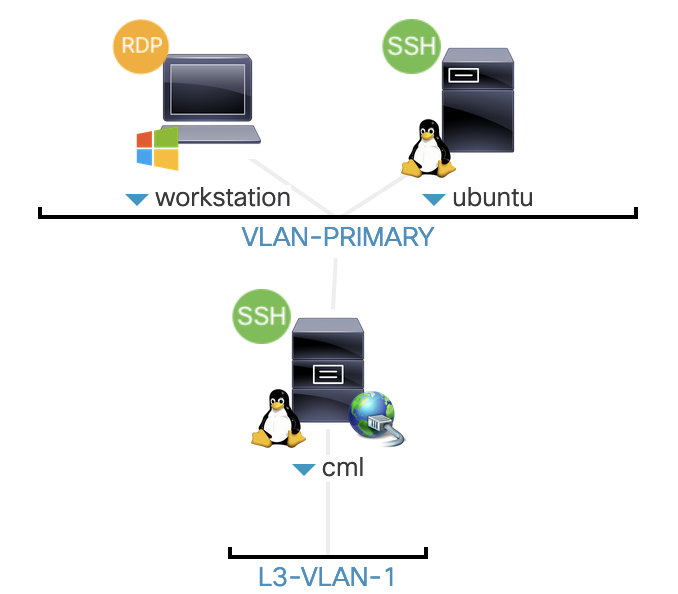 RDP
SSH
workstation
ubuntu
VLAN-PRIMARY
SSH
cml
L3-VLAN-1